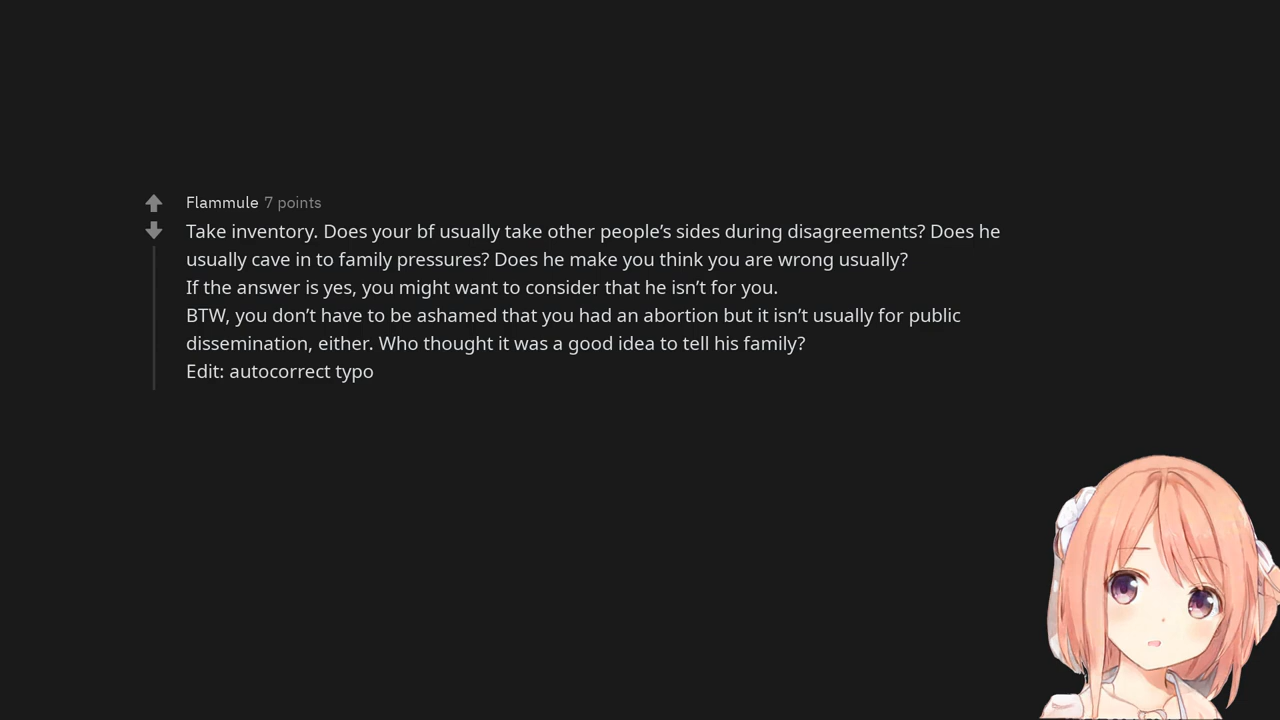 Flammule 7 points
Take inventory. Does your bf usually take other people’s sides during disagreements? Does he
usually cave in to family pressures? Does he make you think you are wrong usually?
If the answer is yes, you might want to consider that he isn’t for you.
BTW, you don’t have to be ashamed that you had an abortion but it isn’t usually for public
dissemination, either. Who thought it was a good idea to tell his family?
Edit: autocorrect typo